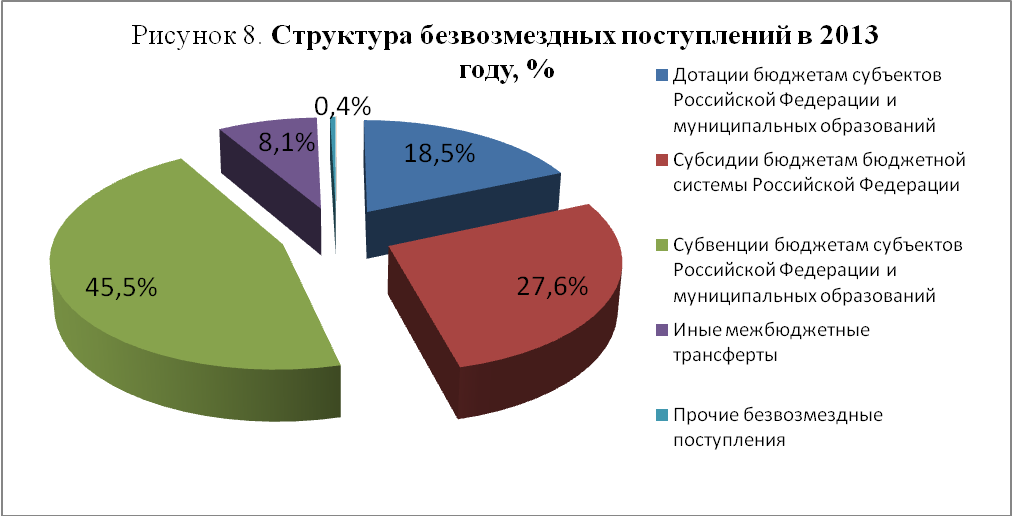 Рисунок 8. Структура безвозмездных поступлений в 2013
году, %
0,4%
8,1%
18,5%
45,5%
27,6%
Дотации бюджетам субъектов
Российской Федерации и
муниципальных образований
Субсидии бюджетам бюджетной
системы Российской Федерации
Субвенции бюджетам субъектов
Российской Федерации и
муниципальных образований
Иные межбюджетные
трансферты
Прочие безвозмездные
поступления